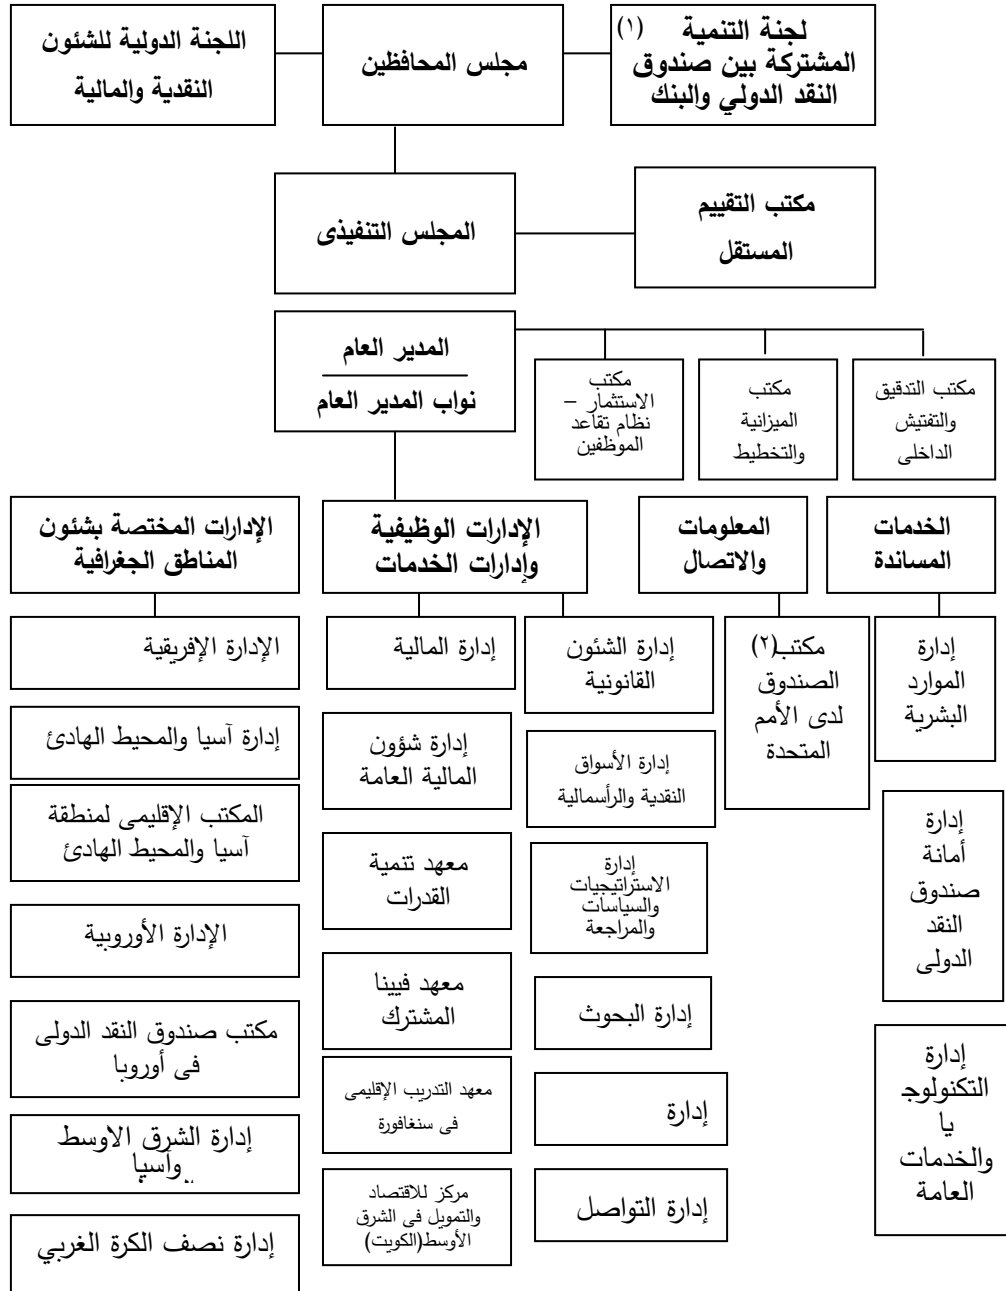 لجنة التنمية (١)
المشتركة بين صندوق
النقد الدولي والبنك
مجلس المحافظين
اللجنة الدولية للشئون
النقدية والمالية
مكتب التقييم
المستقل
المجلس التنفيذى
المدير العام
نواب المدير العام
مكتب التدقيق
والتفتيش
الداخلى
مكتب
الميزانية
والتخطيط
مكتب
الاستثمار –
نظام تقاعد
الموظفين
الخدمات
المساندة
المعلومات
والاتصال
الإدارات الوظيفية
وإدارات الخدمات
الإدارات المختصة بشئون
المناطق الجغرافية
إدارة
الموارد
البشرية
إدارة
أمانة
صندوق
النقد
الدولى
إدارة
التكنولوج
يا
والخدمات
العامة
مكتب(٢)
الصندوق
لدى الأمم
المتحدة
إدارة الشئون
القانونية
إدارة الأسواق
النقدية والرأسمالية
إدارة
الاستراتيجيات
والسياسات
والمراجعة
إدارة البحوث
إدارة
إدارة التواصل
إدارة المالية
إدارة شؤون
المالية العامة
معهد تنمية
القدرات
معهد فيينا
المشترك
معهد التدريب الإقليمى
فى سنغافورة
مركز للاقتصاد
والتمويل فى الشرق
الأوسط(الكويت)
الإدارة الإفريقية
إدارة آسيا والمحيط الهادئ
المكتب الإقليمى لمنطقة
آسيا والمحيط الهادئ
الإدارة الأوروبية
مكتب صندوق النقد الدولى
فى أوروبا
إدارة الشرق الاوسط
وآسيا
إدارة نصف الكرة الغربي